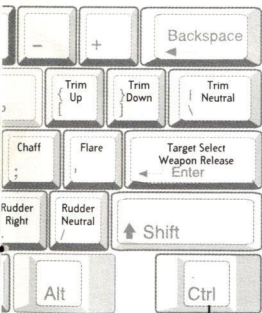 - + Backspace
{ [ Trim Up } ] Trim Down | \ Trim Neutral
Chaff ; Flare ' Target Select Weapon Release Enter
Rudder Right . Rudder Neutral / Shift
Alt Ctrl